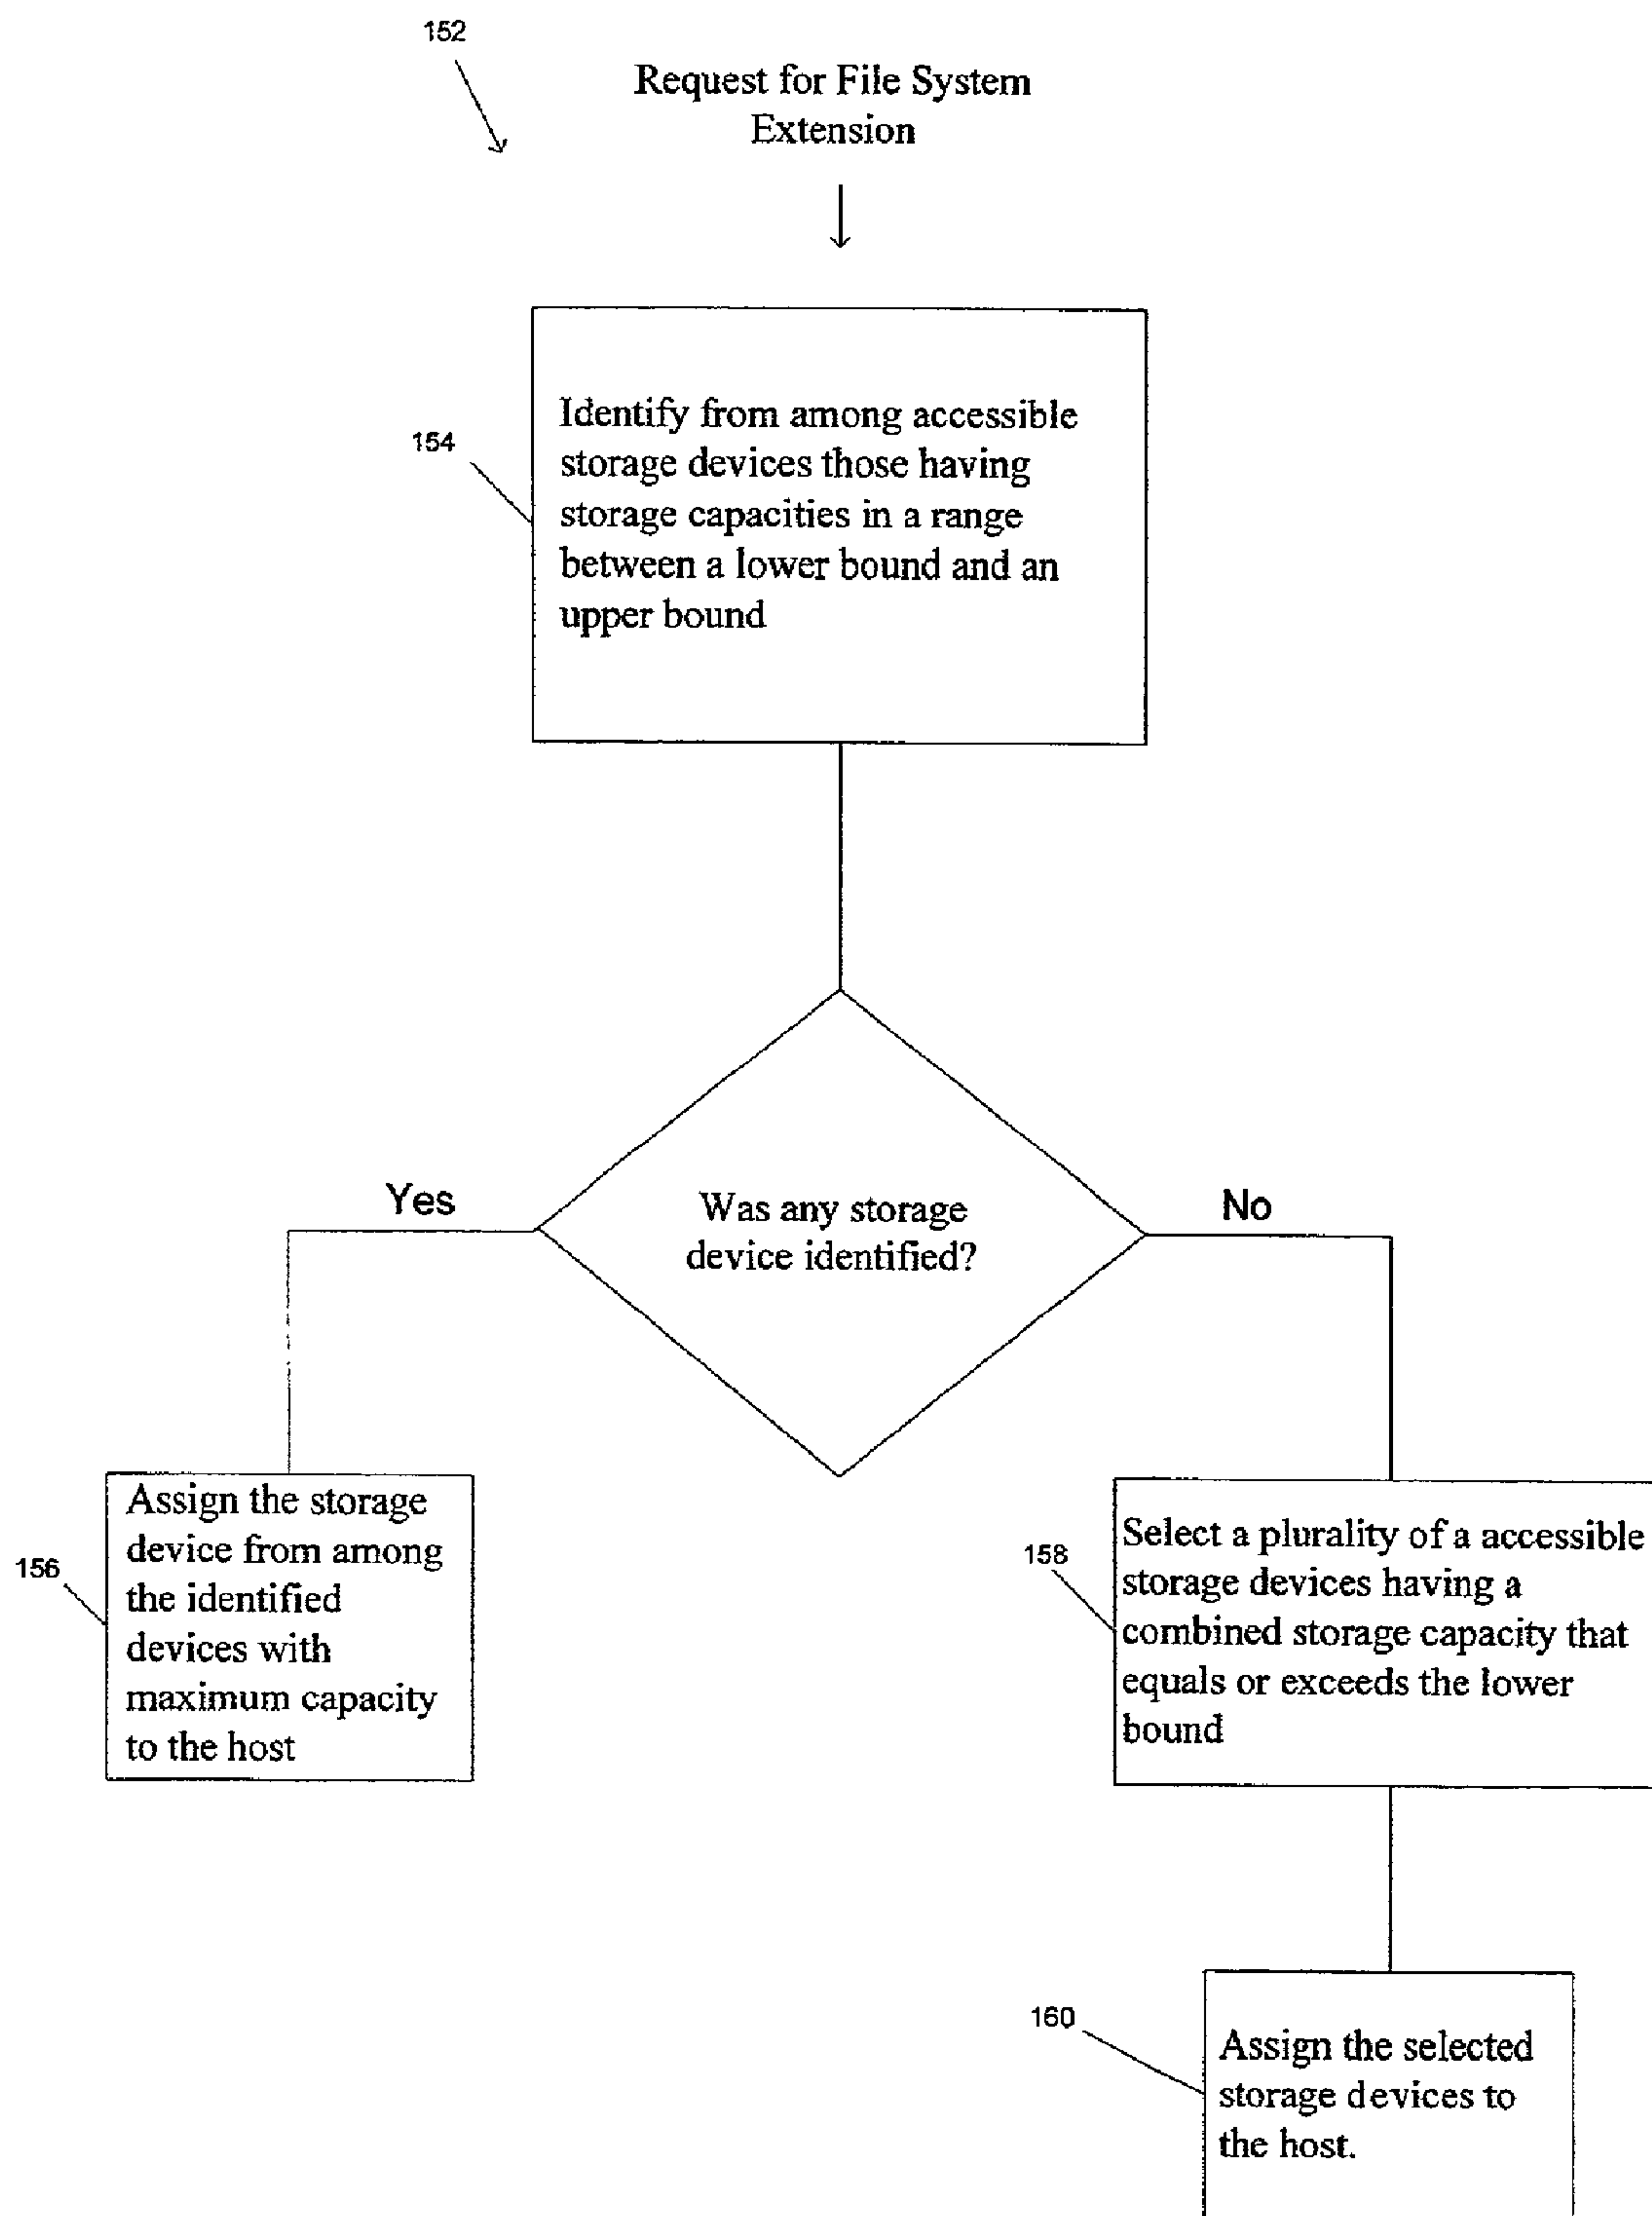 152
Request for File System
Extension
154
Identify from among accessible
storage devices those having
storage capacities in a range
between a lower bound and an
upper bound
Yes
No
Was any storage
device identified?
156
Assign the storage
device from among
the identified
devices with
maximum capacity
to the host
158
Select a plurality of a accessible
storage devices having a
combined storage capacity that
equals or exceeds the lower
bound
160
Assign the selected
storage devices to
the host.